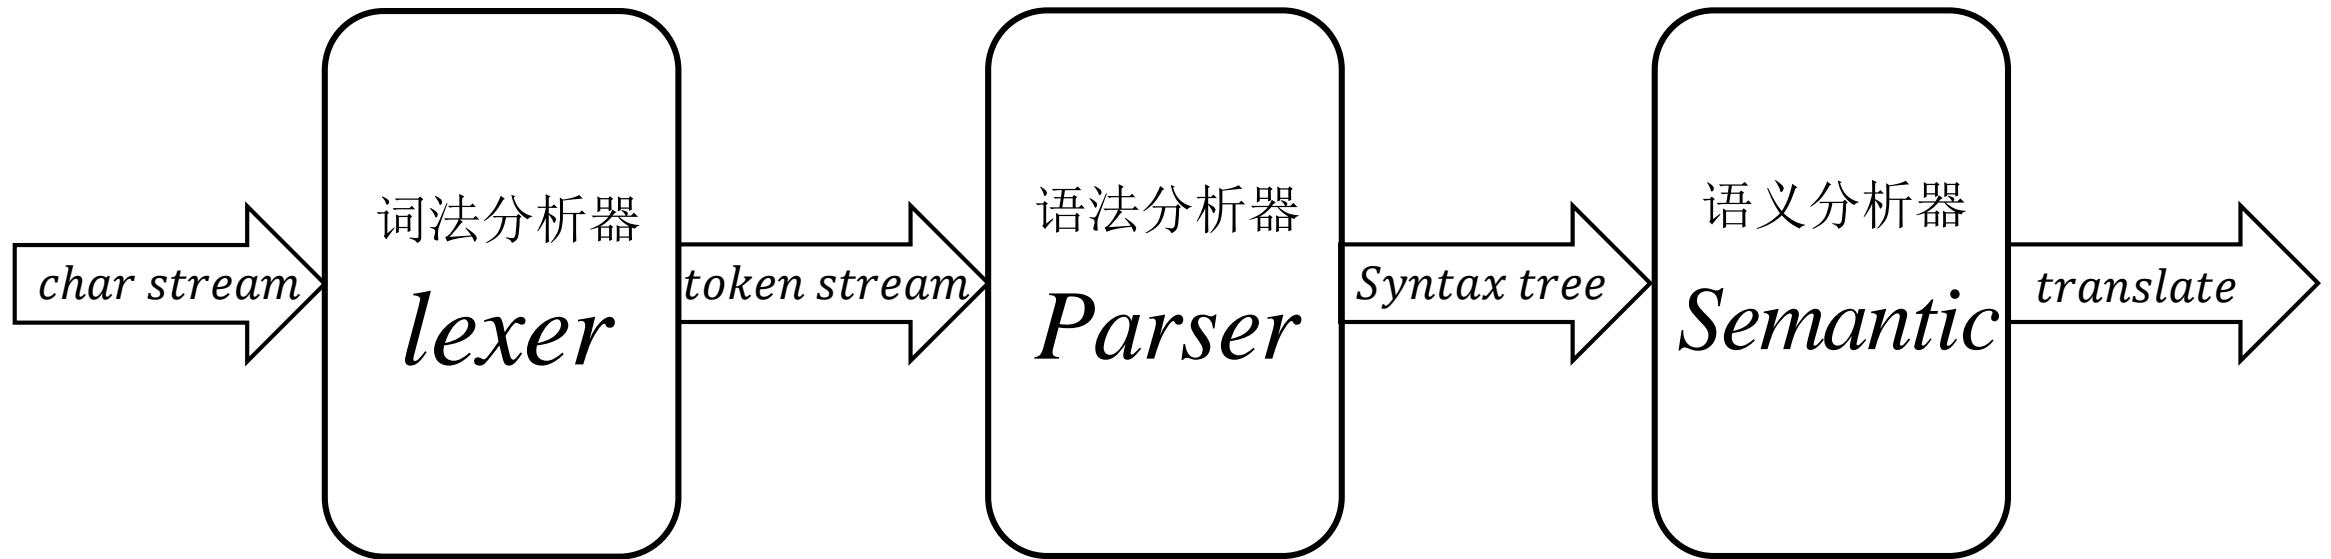 char stream
词法分析器
lexer
token stream
语法分析器
Parser
Syntax tree
语义分析器
Semantic
translate